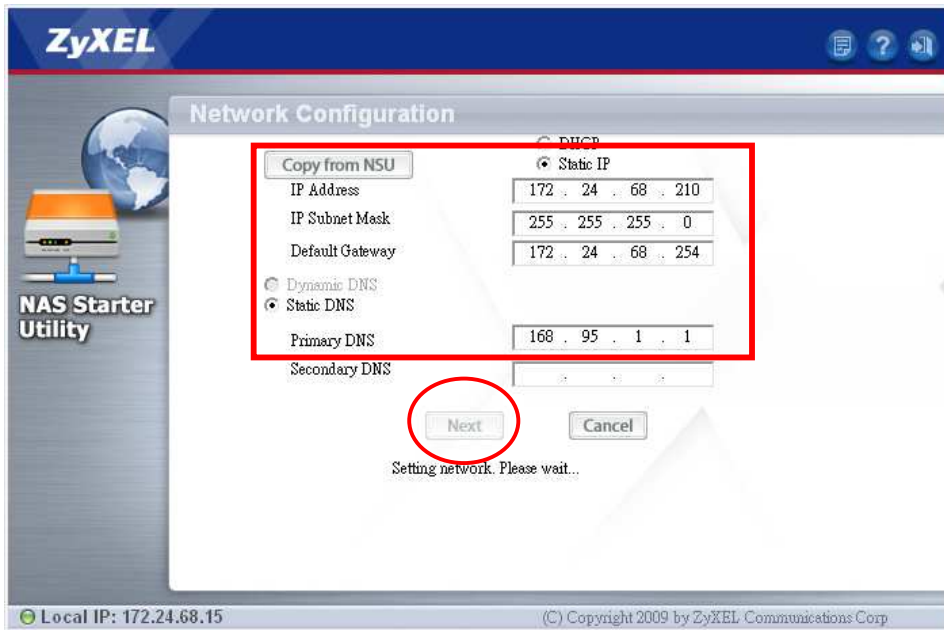 ZyXEL
?
Network Configuration
DHCP
Copy from NSU
Static IP
IP Address 172 . 24 . 68 . 210
IP Subnet Mask 255 . 255 . 255 . 0
Default Gateway 172 . 24 . 68 . 254
Dynamic DNS
Static DNS
NAS Starter
Utility
Primary DNS 168 . 95 . 1 . 1
Secondary DNS . . .
Next Cancel
Setting network. Please wait...
Local IP: 172.24.68.15 (C) Copyright 2009 by ZyXEL Communications Corp